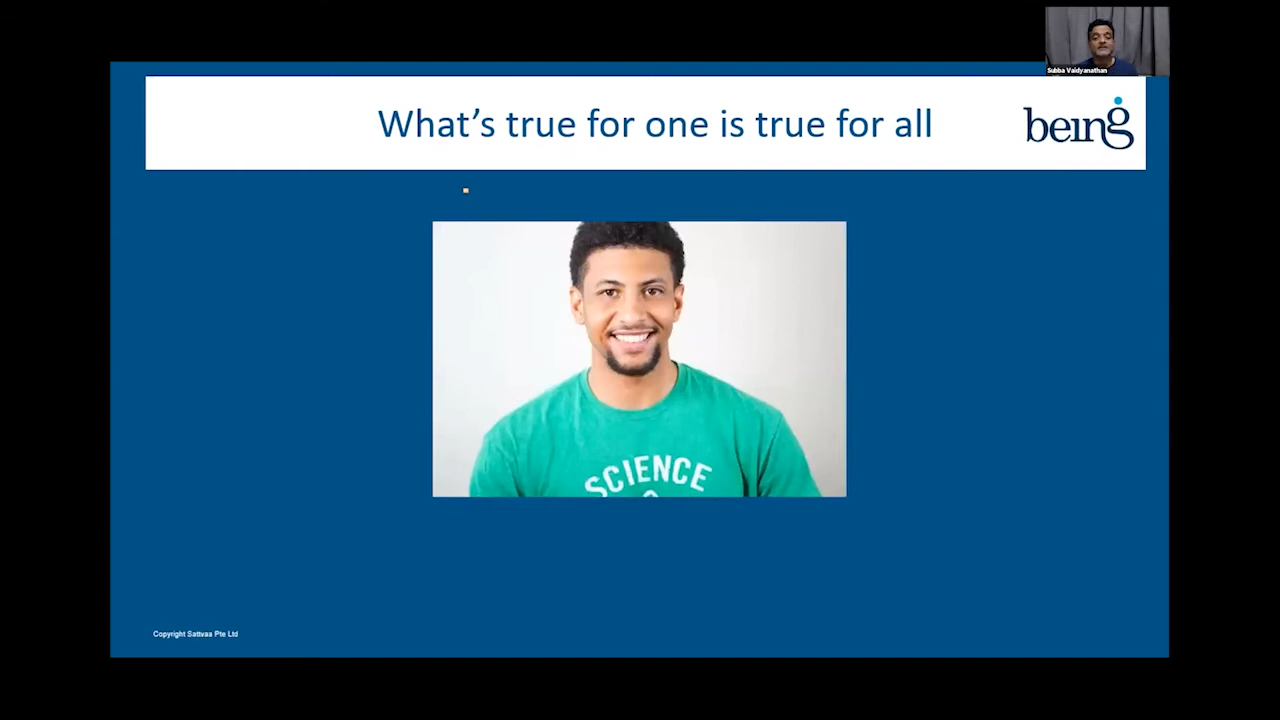 Subba Vaidyanathan
What's true for one is true for all
being
SCIENCE
Copyright Sattvaa Pte Ltd